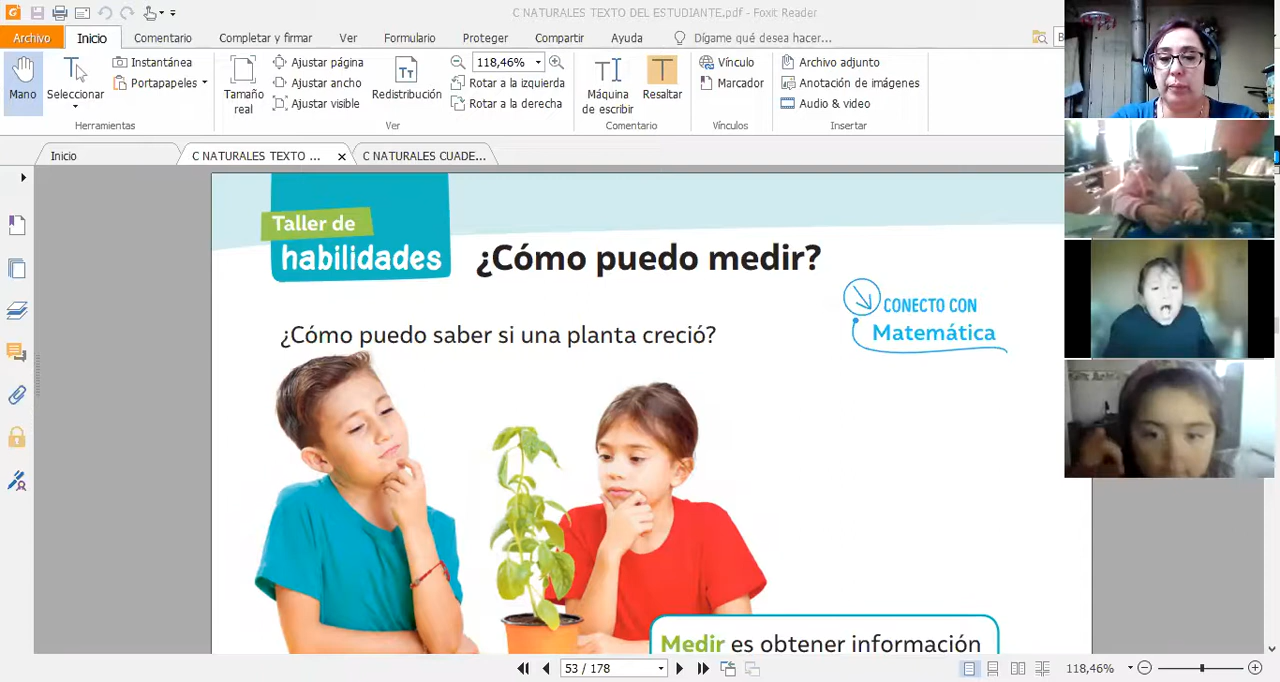 C NATURALES TEXTO DEL ESTUDIANTE.pdf - Foxit Reader
Archivo Inicio Comentario Completar y firmar Ver Formulario Proteger Compartir Ayuda Dígame qué desea hacer...
Mano
Seleccionar
Instantánea
Portapapeles
Herramientas
Tamaño
real
Ajustar página
Ajustar ancho
Ajustar visible
Redistribución
118,46%
Rotar a la izquierda
Rotar a la derecha
Ver
Máquina
de escribir
Resaltar
Comentario
Vínculo
Marcador
Vínculos
Archivo adjunto
Anotación de imágenes
Audio & video
Insertar
Inicio
C NATURALES TEXTO ...
C NATURALES CUADE...
Taller de
habilidades
¿Cómo puedo medir?
CONECTO CON
Matemática
¿Cómo puedo saber si una planta creció?
Medir es obtener información
53 / 178
118,46%